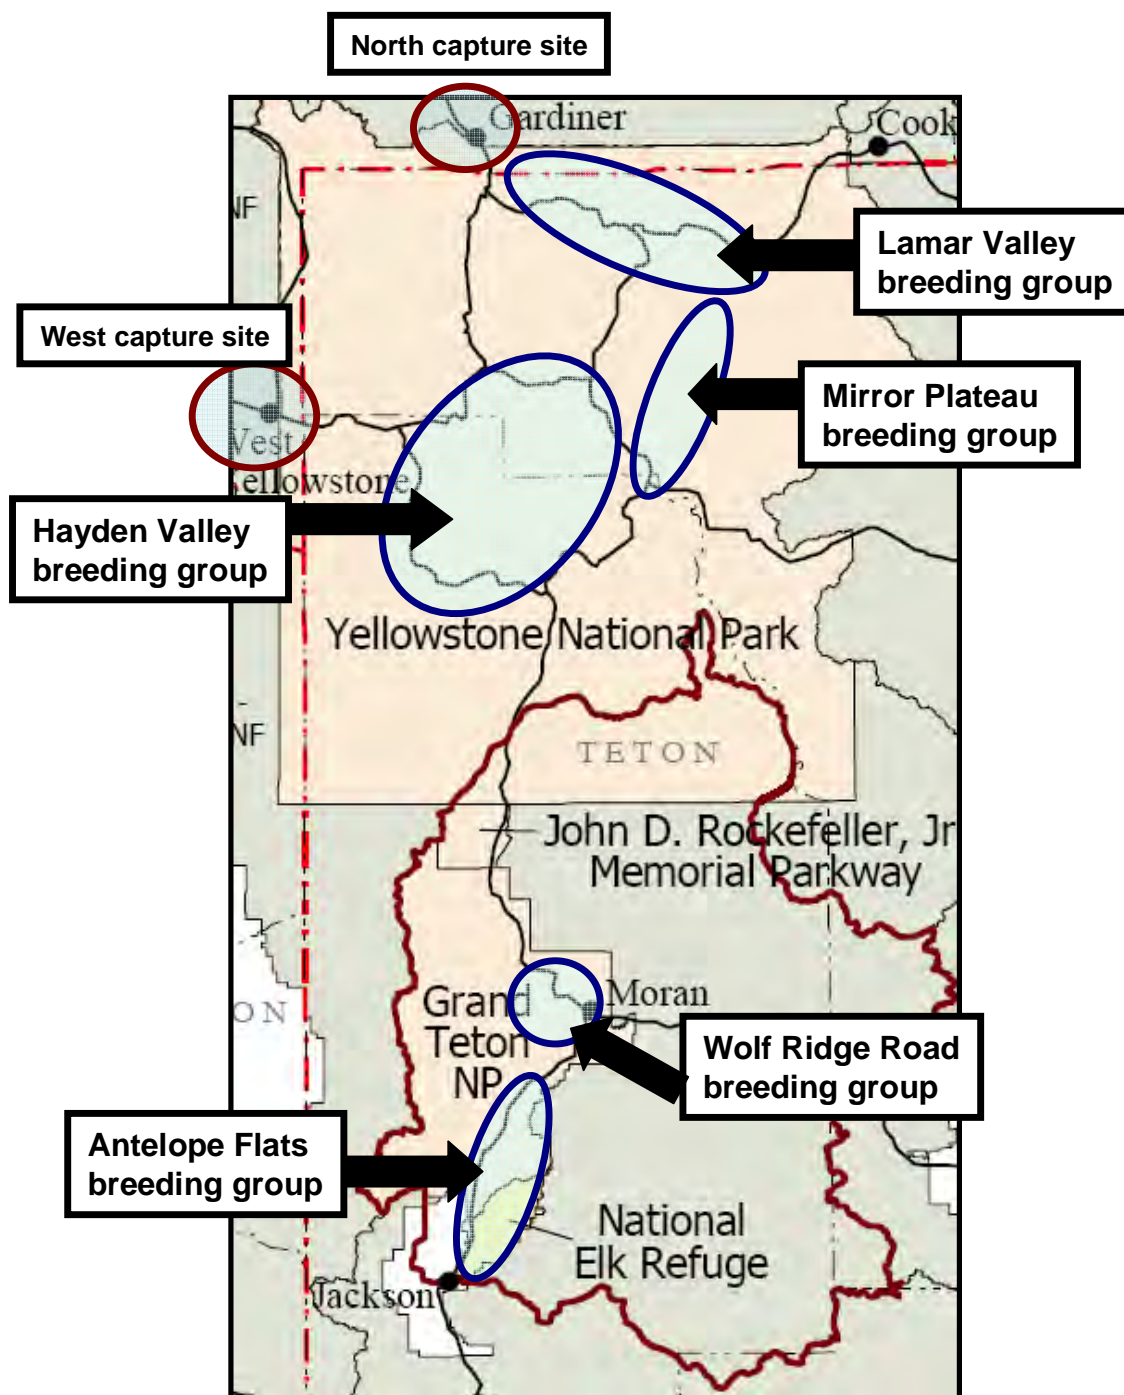 North capture site
Gardiner
Cook
NF
Lamar Valley
breeding group
West capture site
Mirror Plateau
breeding group
Vest
ellowstone
Hayden Valley
breeding group
Yellowstone National Park
NF
TETON
John D. Rockefeller, Jr
Memorial Parkway
ON
Grand
Teton
NP
Moran
Wolf Ridge Road
breeding group
Antelope Flats
breeding group
National
Elk Refuge
Jackson